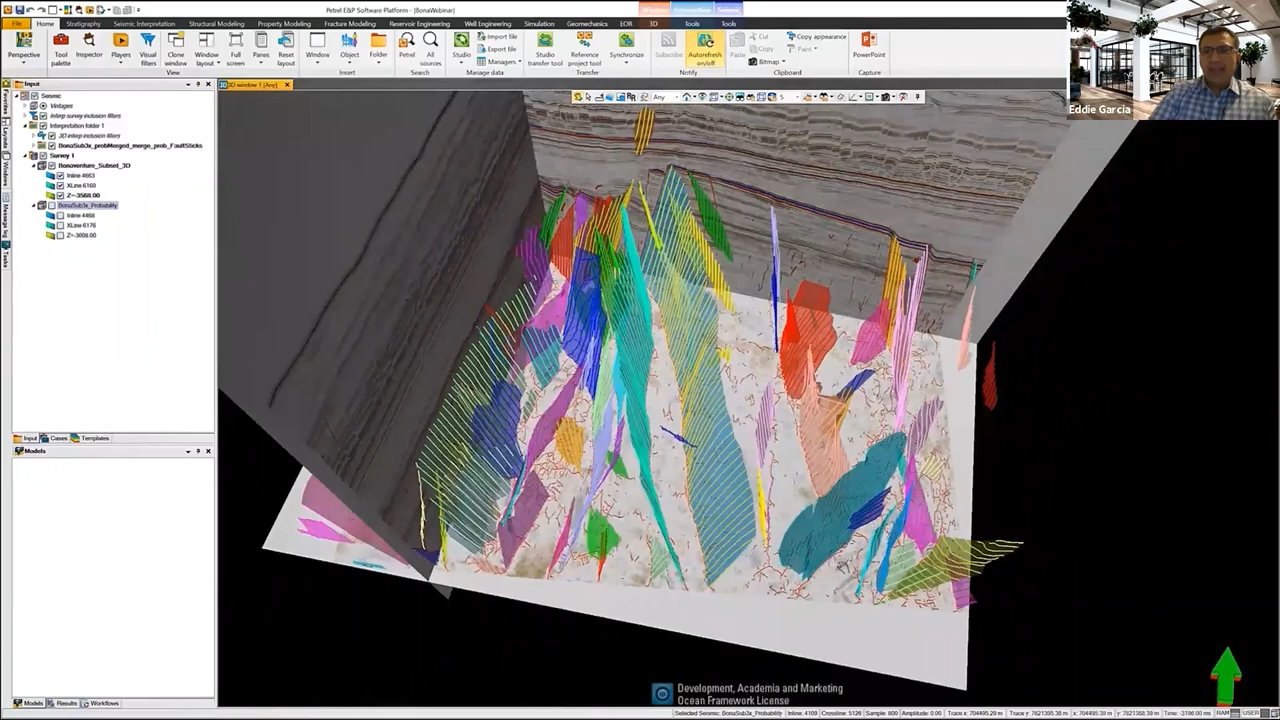 Petrel E&P Software Platform - [BonaWebinar]
File Home Stratigraphy Seismic Interpretation Structural Modeling Property Modeling Fracture Modeling Reservoir Engineering Well Engineering Simulation Geomechanics EOR 3D Tools Tools
Perspective Tool palette Inspector Players Visual filters Clone window Window layout Full screen Panes Reset layout Window Object Folder Petrel All sources Studio Import file Export file Managers Studio transfer tool Reference project tool Synchronize Subscribe Autorefresh on/off Paste Cut Copy Bitmap Copy appearance Paire PowerPoint
View Insert Search Manage data Transfer Notify Clipboard Capture
Input
3D window 1 [Any]
Any
Eddie Garcia
Seismic
Vintages
Interp survey inclusion filters
Interpretation folder 1
3D interp inclusion filters
BonaSub3x_probMerged_merge_prob_FaultSticks
Survey 1
Bonaventure_Subset_3D
Inline 4663
XLine 6160
Z=-3568.00
BonaSub3x_Probability
Inline 4468
XLine 6176
Z=-3608.00
Input Cases Templates
Models
Models Results Workflows
Development, Academia and Marketing
Ocean Framework License
Selected Seismic: BonaSub3x_Probability Inline: 4109 Crossline: 5126 Sample: 800 Amplitude: 0.00 Trace x: 704495.29 m Trace y: 7821395.38 m x: 704495.39 m y: 7821388.39 m Time: -3196.00 ms RAM USER